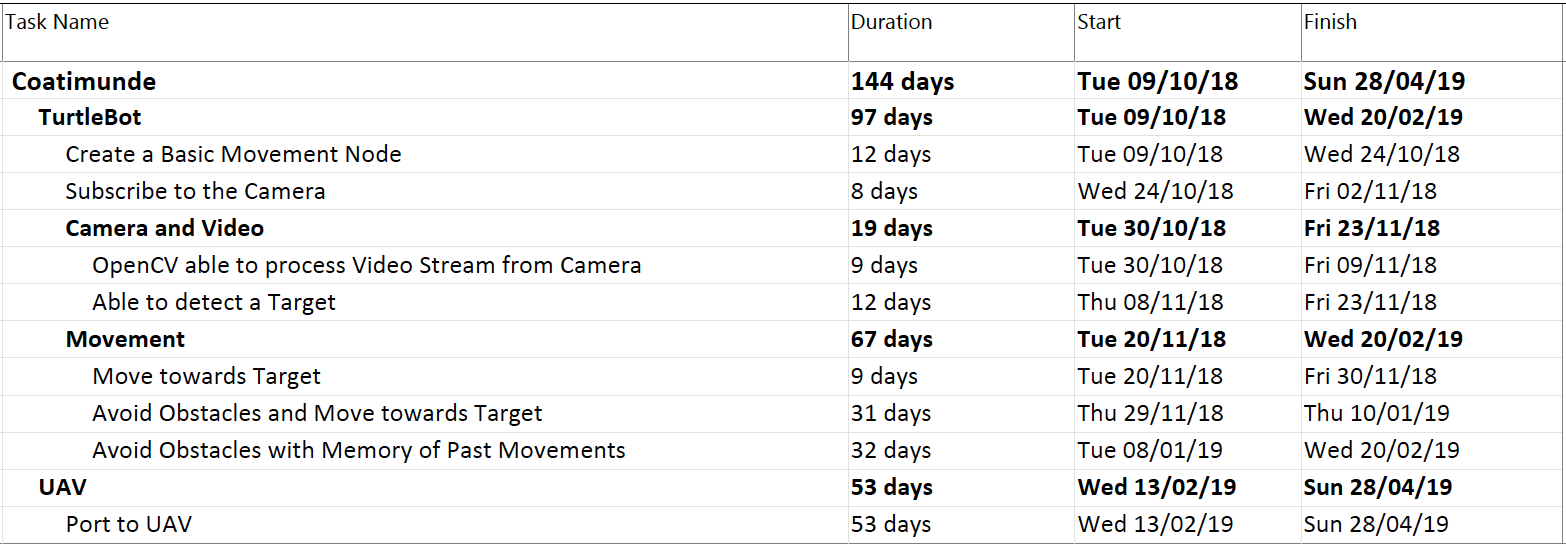 Task Name Duration Start Finish
Coatimunde 144 days Tue 09/10/18 Sun 28/04/19
TurtleBot 97 days Tue 09/10/18 Wed 20/02/19
Create a Basic Movement Node 12 days Tue 09/10/18 Wed 24/10/18
Subscribe to the Camera 8 days Wed 24/10/18 Fri 02/11/18
Camera and Video 19 days Tue 30/10/18 Fri 23/11/18
OpenCV able to process Video Stream from Camera 9 days Tue 30/10/18 Fri 09/11/18
Able to detect a Target 12 days Thu 08/11/18 Fri 23/11/18
Movement 67 days Tue 20/11/18 Wed 20/02/19
Move towards Target 9 days Tue 20/11/18 Fri 30/11/18
Avoid Obstacles and Move towards Target 31 days Thu 29/11/18 Thu 10/01/19
Avoid Obstacles with Memory of Past Movements 32 days Tue 08/01/19 Wed 20/02/19
UAV 53 days Wed 13/02/19 Sun 28/04/19
Port to UAV 53 days Wed 13/02/19 Sun 28/04/19